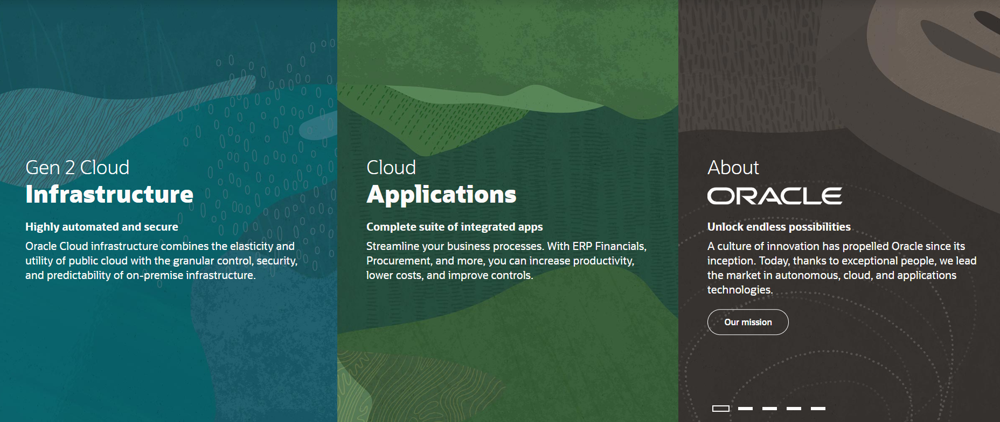 Gen 2 Cloud
Infrastructure
Highly automated and secure
Oracle Cloud infrastructure combines the elasticity and
utility of public cloud with the granular control, security,
and predictability of on-premise infrastructure.
Cloud
Applications
Complete suite of integrated apps
Streamline your business processes. With ERP Financials,
Procurement, and more, you can increase productivity,
lower costs, and improve controls.
About
ORACLE
Unlock endless possibilities
A culture of innovation has propelled Oracle since its
inception. Today, thanks to exceptional people, we lead
the market in autonomous, cloud, and applications
technologies.
Our mission